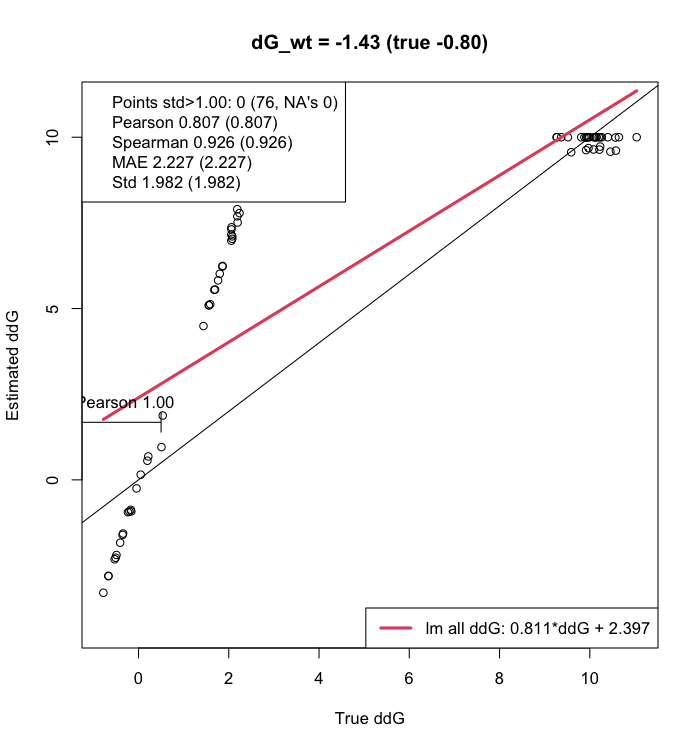 dG_wt = -1.43 (true -0.80)
Points std>1.00: 0 (76, NA's 0)
Pearson 0.807 (0.807)
Spearman 0.926 (0.926)
MAE 2.227 (2.227)
Std 1.982 (1.982)
10
5
0
Estimated ddG
Pearson 1.00
lm all ddG: 0.811*ddG + 2.397
0 2 4 6 8 10
True ddG